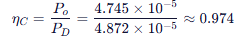 η_C = P_o / P_D = 4.745 × 10⁻⁵ / 4.872 × 10⁻⁵ ≈ 0.974